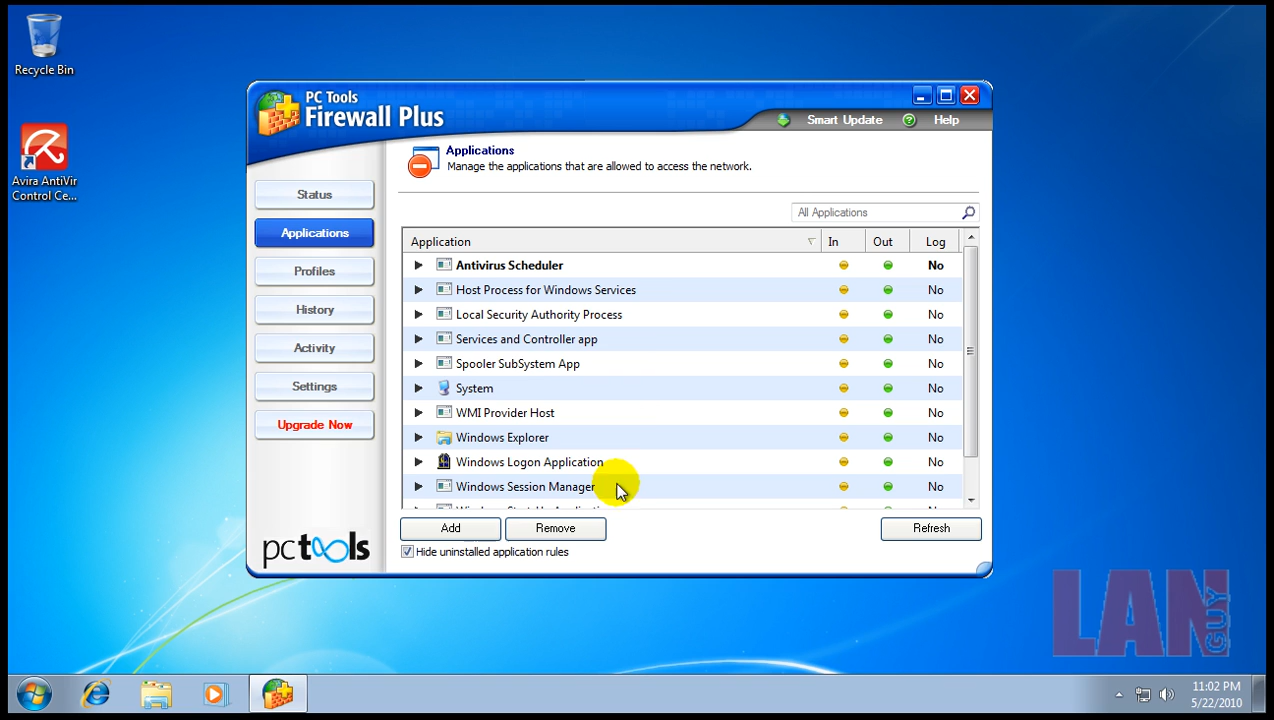 Recycle Bin
Avira AntiVir
Control Ce...
PC Tools
Firewall Plus
Smart Update
Help
Applications
Manage the applications that are allowed to access the network.
Status
Applications
Profiles
History
Activity
Settings
Upgrade Now
pctools
All Applications
Application In Out Log
Antivirus Scheduler No
Host Process for Windows Services No
Local Security Authority Process No
Services and Controller app No
Spooler SubSystem App No
System No
WMI Provider Host No
Windows Explorer No
Windows Logon Application No
Windows Session Manager No
Add
Remove
Refresh
Hide uninstalled application rules
LAN
GUY
11:02 PM
5/22/2010